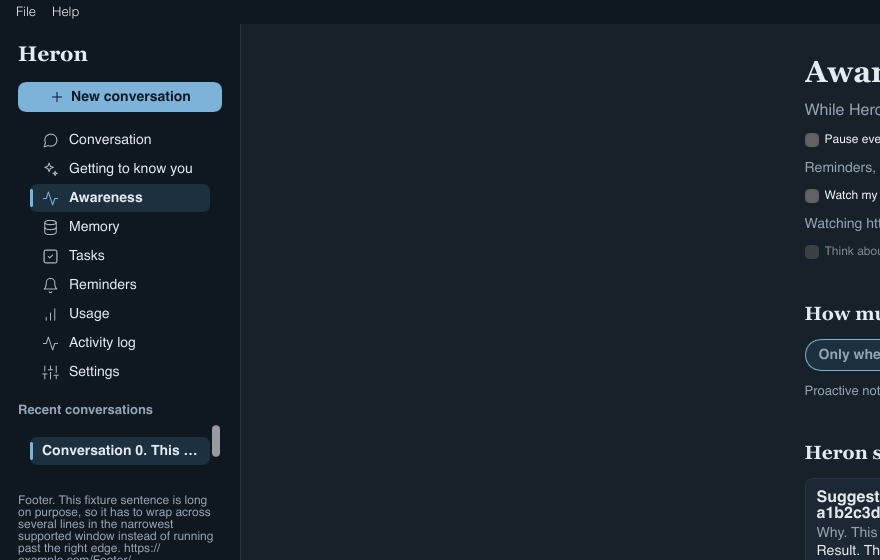 File Help
Heron
New conversation
Conversation
Getting to know you
Awareness
Memory
Tasks
Reminders
Usage
Activity log
Settings
Recent conversations
Conversation 0. This ...
Footer. This fixture sentence is long
on purpose, so it has to wrap across
several lines in the narrowest
supported window instead of running
past the right edge. https://
example.com/Footer/
Awar
While Hero
Pause eve
Reminders,
Watch my
Watching htt
Think abou
How mu
Only whe
Proactive not
Heron s
Suggest
a1b2c3d
Why. This
Result. Th